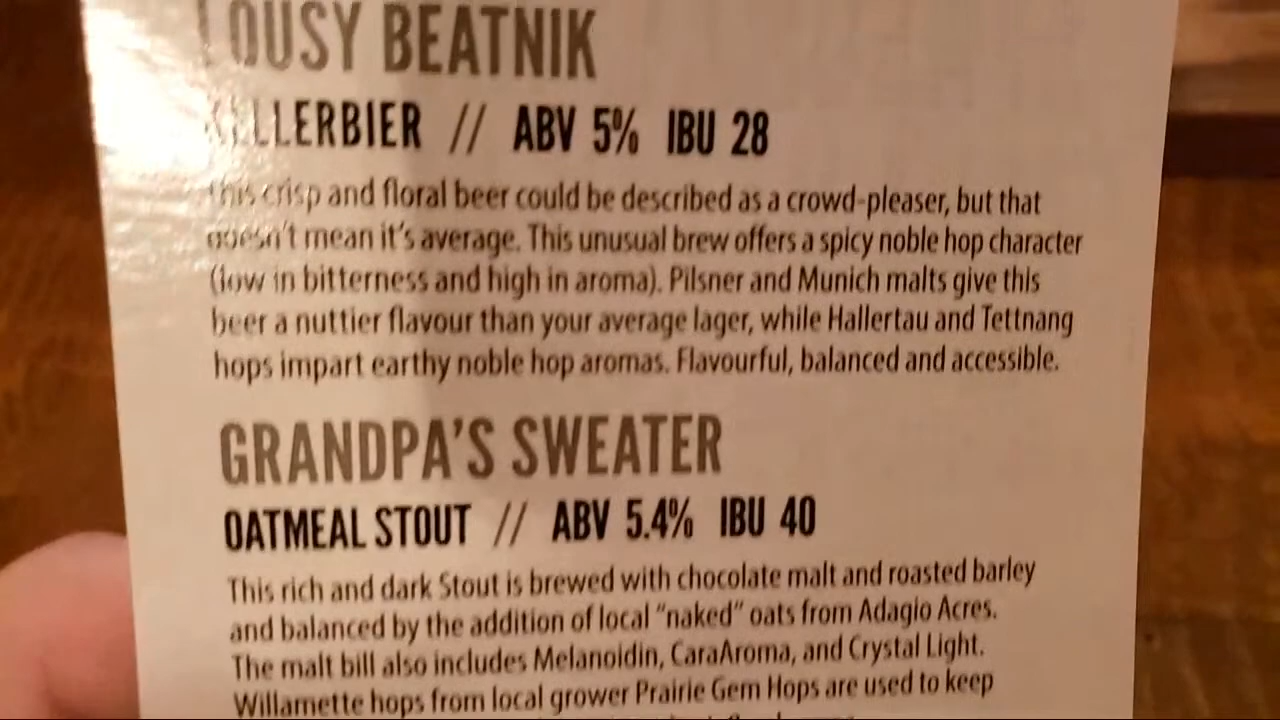 LOUSY BEATNIK
KELLERBIER // ABV 5% IBU 28
This crisp and floral beer could be described as a crowd-pleaser, but that
doesn't mean it's average. This unusual brew offers a spicy noble hop character
(low in bitterness and high in aroma). Pilsner and Munich malts give this
beer a nuttier flavour than your average lager, while Hallertau and Tettnang
hops impart earthy noble hop aromas. Flavourful, balanced and accessible.
GRANDPA'S SWEATER
OATMEAL STOUT // ABV 5.4% IBU 40
This rich and dark Stout is brewed with chocolate malt and roasted barley
and balanced by the addition of local "naked" oats from Adagio Acres.
The malt bill also includes Melanoidin, CaraAroma, and Crystal Light.
Willamette hops from local grower Prairie Gem Hops are used to keep